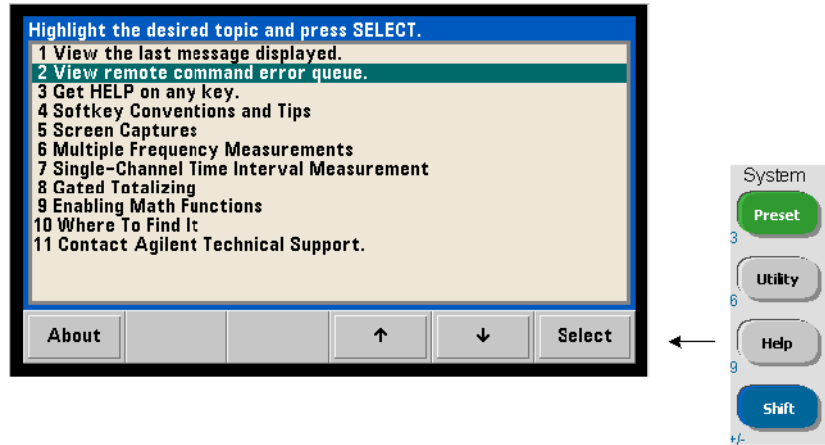 Highlight the desired topic and press SELECT.
1 View the last message displayed.
2 View remote command error queue.
3 Get HELP on any key.
4 Softkey Conventions and Tips
5 Screen Captures
6 Multiple Frequency Measurements
7 Single-Channel Time Interval Measurement
8 Gated Totalizing
9 Enabling Math Functions
10 Where To Find It
11 Contact Agilent Technical Support.
About ↑ ↓ Select
System
Preset
3
Utility
6
Help
9
Shift
+/-